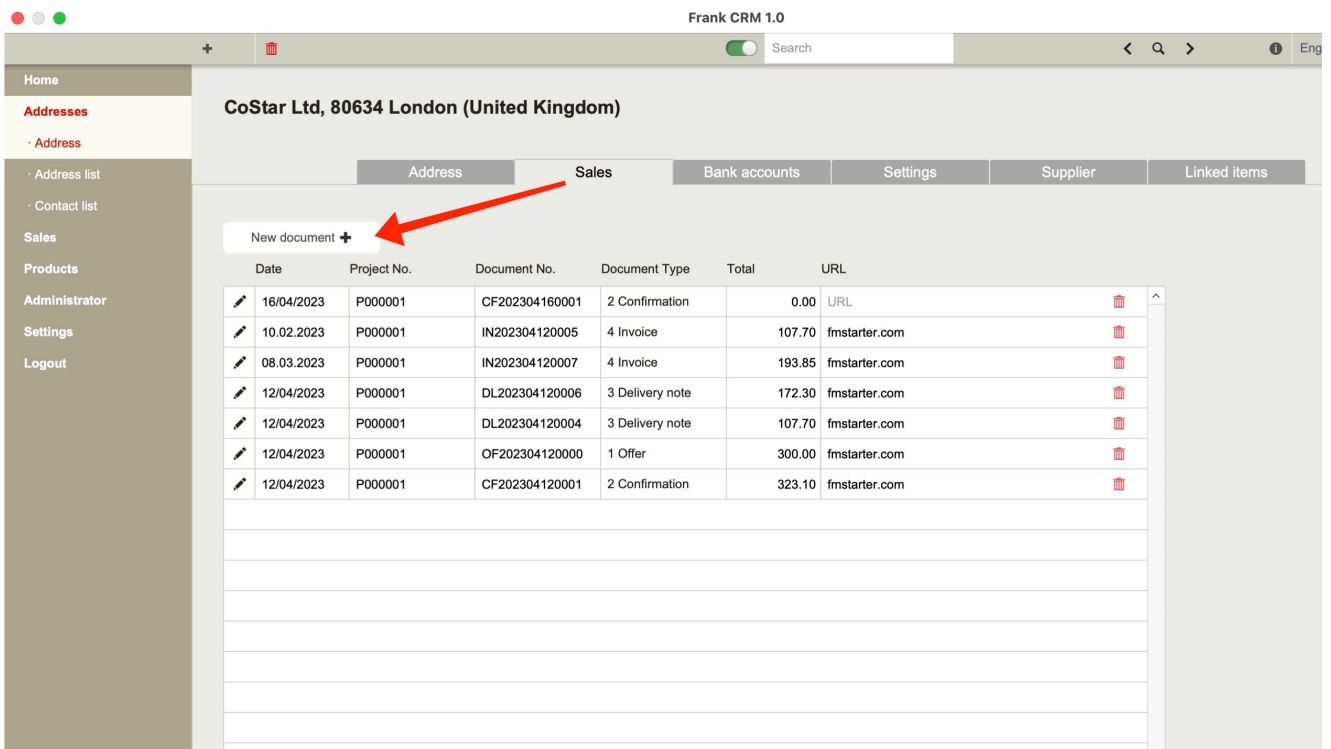 Frank CRM 1.0
+ Search Eng
Home
Addresses
· Address
· Address list
· Contact list
Sales
Products
Administrator
Settings
Logout
CoStar Ltd, 80634 London (United Kingdom)
Address Sales Bank accounts Settings Supplier Linked items
New document +
Date Project No. Document No. Document Type Total URL
16/04/2023 P000001 CF202304160001 2 Confirmation 0.00 URL
10.02.2023 P000001 IN202304120005 4 Invoice 107.70 fmstarter.com
08.03.2023 P000001 IN202304120007 4 Invoice 193.85 fmstarter.com
12/04/2023 P000001 DL202304120006 3 Delivery note 172.30 fmstarter.com
12/04/2023 P000001 DL202304120004 3 Delivery note 107.70 fmstarter.com
12/04/2023 P000001 OF202304120000 1 Offer 300.00 fmstarter.com
12/04/2023 P000001 CF202304120001 2 Confirmation 323.10 fmstarter.com